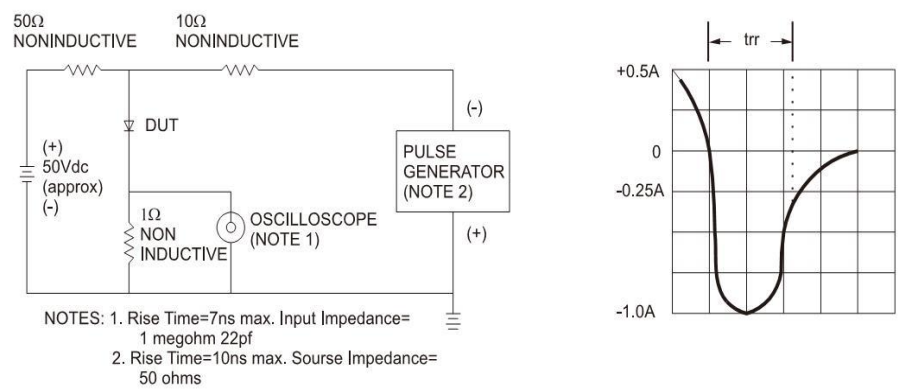 50Ω
NONINDUCTIVE
10Ω
NONINDUCTIVE
DUT
(+)
50Vdc
(approx)
(-)
1Ω
NON
INDUCTIVE
OSCILLOSCOPE
(NOTE 1)
(-)
PULSE
GENERATOR
(NOTE 2)
(+)
NOTES: 1. Rise Time=7ns max. Input Impedance=
1 megohm 22pf
2. Rise Time=10ns max. Sourse Impedance=
50 ohms
trr
+0.5A
0
-0.25A
-1.0A